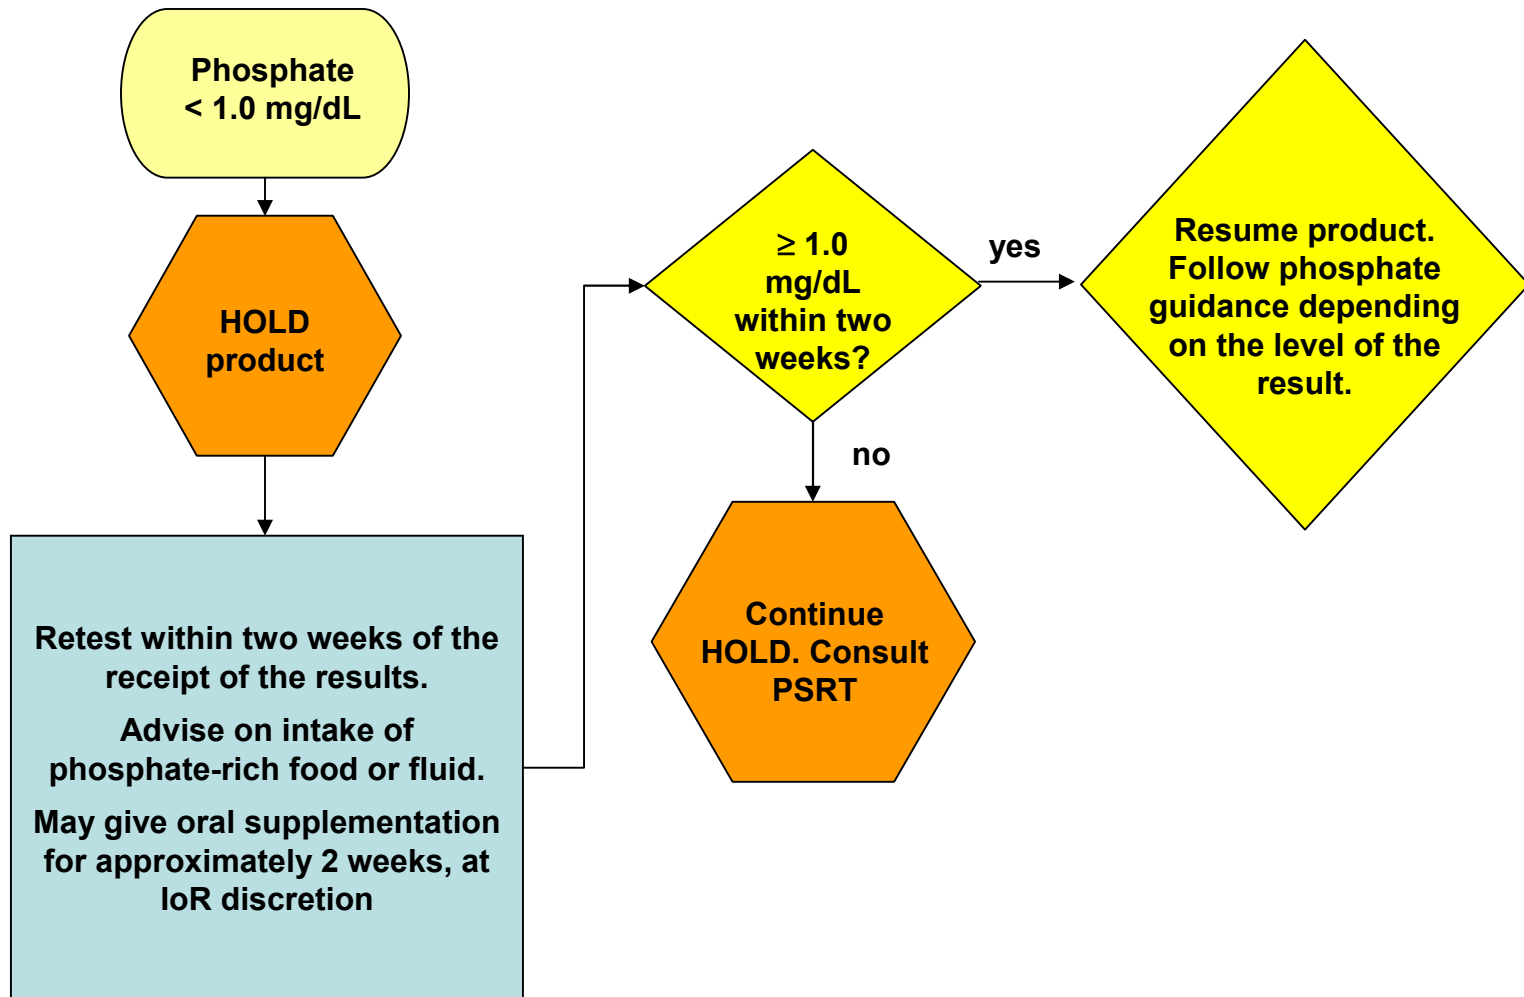 Phosphate
< 1.0 mg/dL
HOLD
product
Retest within two weeks of the
receipt of the results.
Advise on intake of
phosphate-rich food or fluid.
May give oral supplementation
for approximately 2 weeks, at
IoR discretion
≥ 1.0
mg/dL
within two
weeks?
yes
no
Resume product.
Follow phosphate
guidance depending
on the level of the
result.
Continue
HOLD. Consult
PSRT